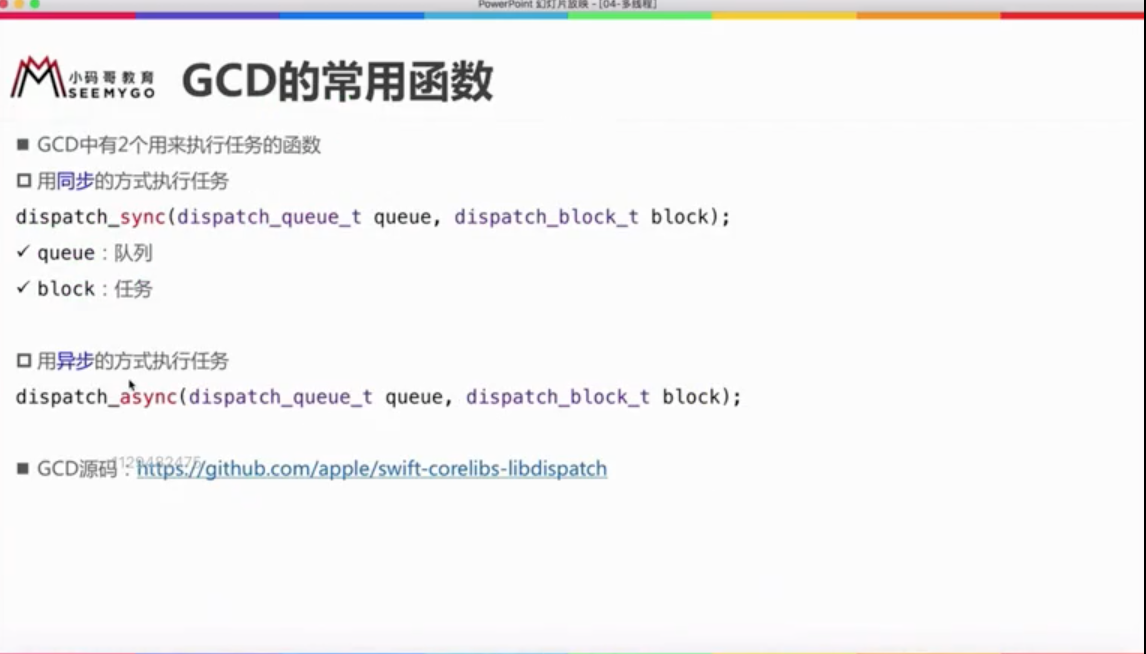 PowerPoint 幻灯片放映 - [04-多线程]
小码哥教育
SEEMYGO
GCD的常用函数
■ GCD中有2个用来执行任务的函数
□ 用同步的方式执行任务
dispatch_sync(dispatch_queue_t queue, dispatch_block_t block);
✓ queue：队列
✓ block：任务
□ 用异步的方式执行任务
dispatch_async(dispatch_queue_t queue, dispatch_block_t block);
■ GCD源码：https://github.com/apple/swift-corelibs-libdispatch